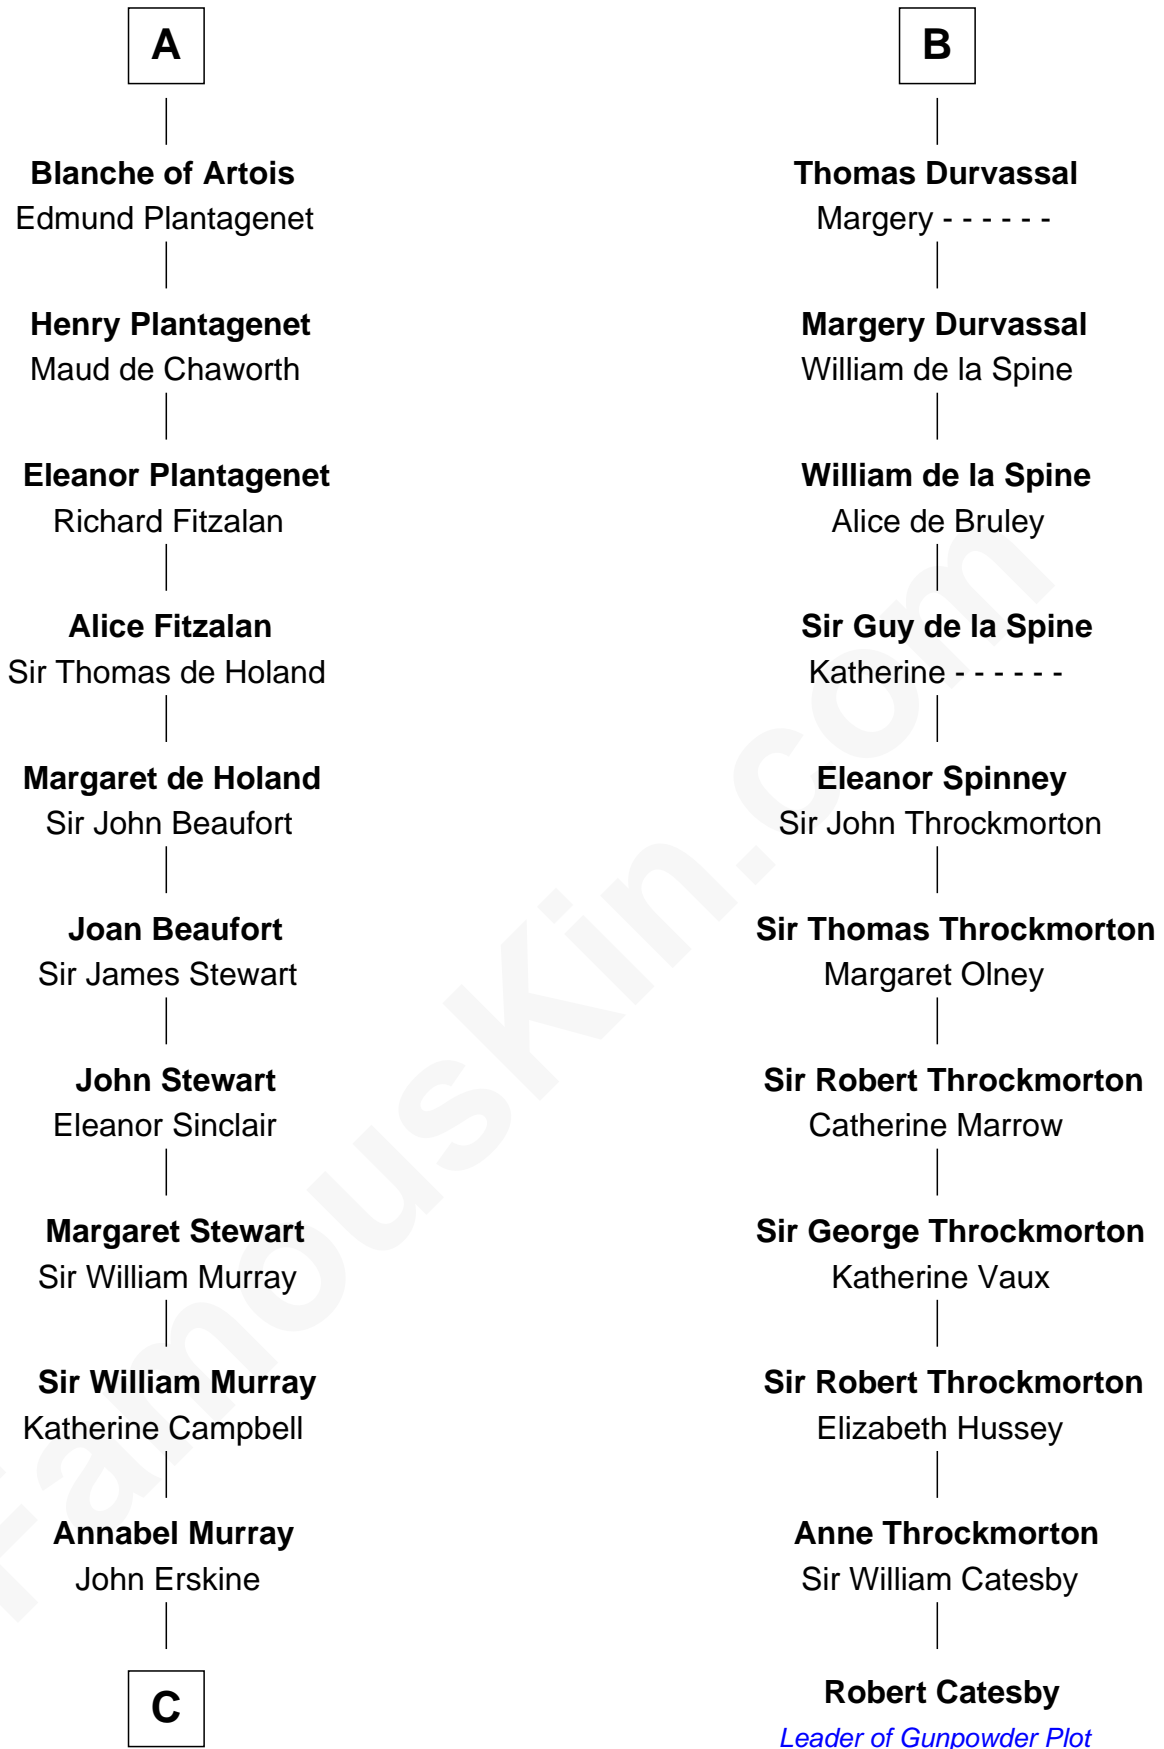 A
Blanche of Artois
Edmund Plantagenet
Henry Plantagenet
Maud de Chaworth
Eleanor Plantagenet
Richard Fitzalan
Alice Fitzalan
Sir Thomas de Holand
Margaret de Holand
Sir John Beaufort
Joan Beaufort
Sir James Stewart
John Stewart
Eleanor Sinclair
Margaret Stewart
Sir William Murray
Sir William Murray
Katherine Campbell
Annabel Murray
John Erskine
C
B
Thomas Durvassal
Margery - - - - - -
Margery Durvassal
William de la Spine
William de la Spine
Alice de Bruley
Sir Guy de la Spine
Katherine - - - - - -
Eleanor Spinney
Sir John Throckmorton
Sir Thomas Throckmorton
Margaret Olney
Sir Robert Throckmorton
Catherine Marrow
Sir George Throckmorton
Katherine Vaux
Sir Robert Throckmorton
Elizabeth Hussey
Anne Throckmorton
Sir William Catesby
Robert Catesby
Leader of Gunpowder Plot
FamousKin.com